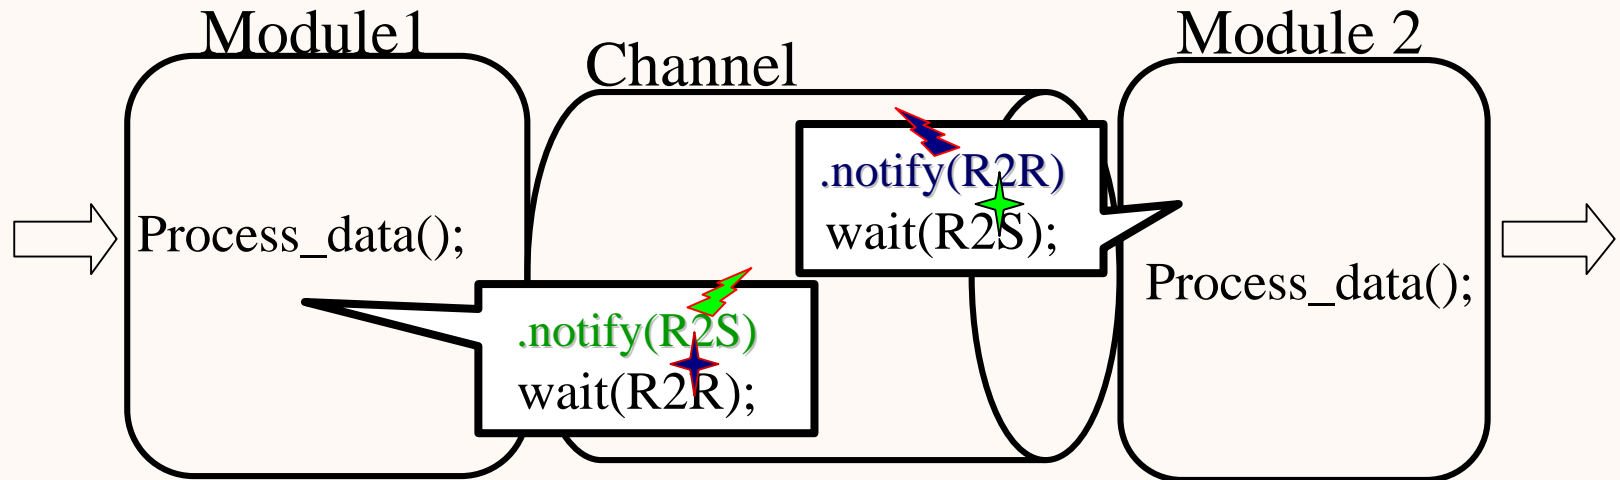 Module1
Channel
Module 2
.notify(R2R)
wait(R2S);
Process_data();
Process_data();
.notify(R2S)
wait(R2R);